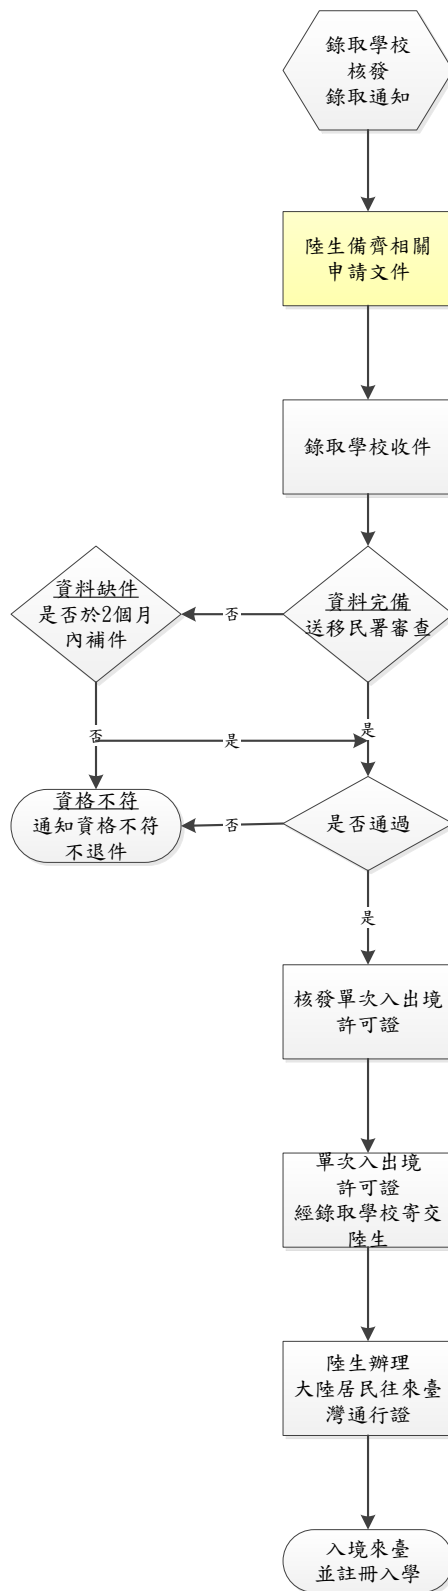 錄取學校
核發
錄取通知
陸生備齊相關
申請文件
錄取學校收件
資料缺件
是否於2個月
內補件
否
資料完備
送移民署審查
否
是
是
資格不符
通知資格不符
不退件
否
是否通過
是
核發單次入出境
許可證
單次入出境
許可證
經錄取學校寄交
陸生
陸生辦理
大陸居民往來臺
灣通行證
入境來臺
並註冊入學